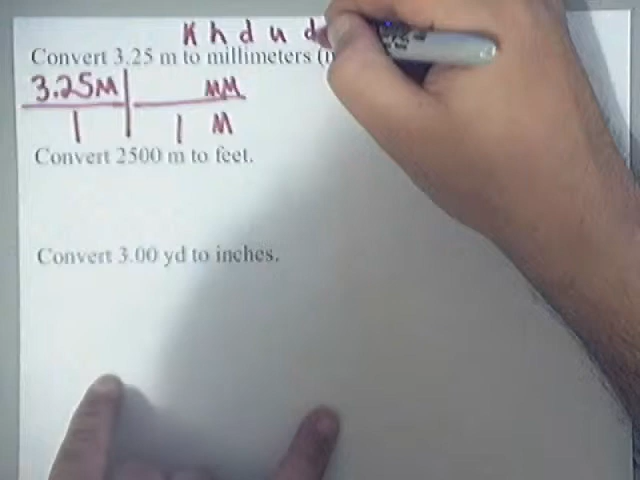 K h d u d
Convert 3.25 m to millimeters
3.25M MM
1 1 M
Convert 2500 m to feet.
Convert 3.00 yd to inches.